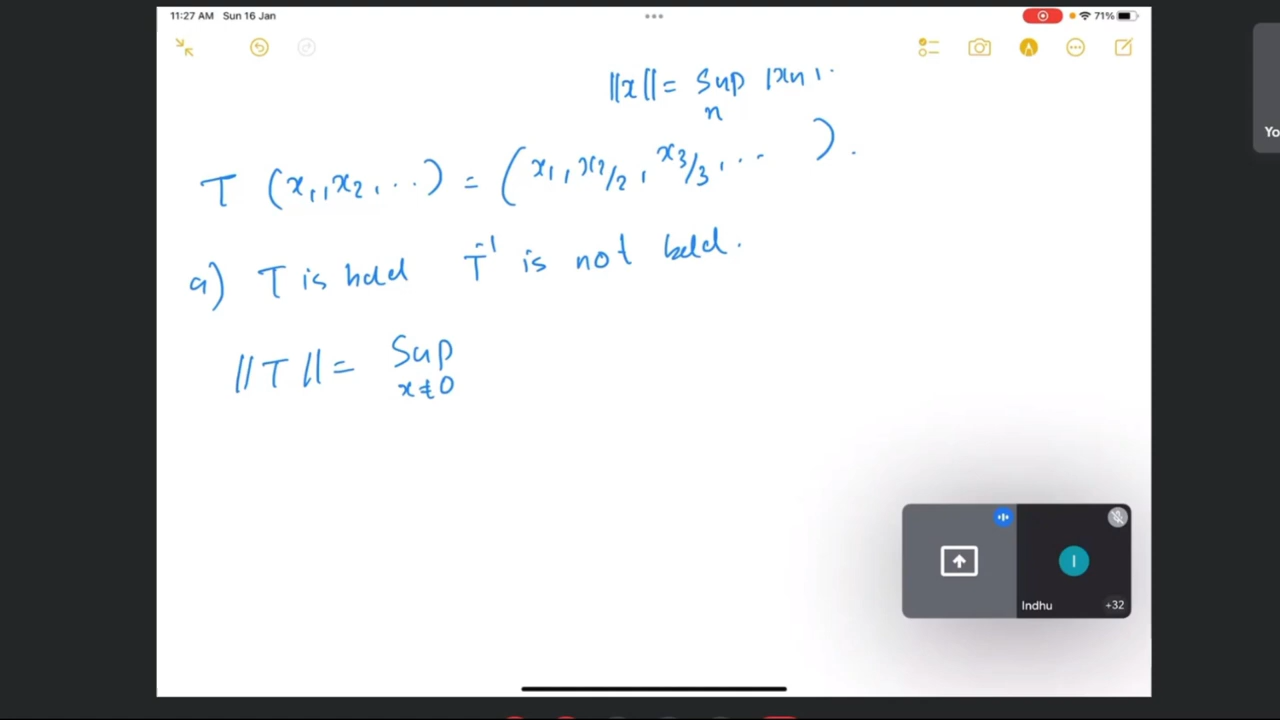 11:27 AM Sun 16 Jan
71%
||x|| = Sup |xn|.
n
T (x1, x2, ...) = (x1, x2/2, x3/3, ... ).
Yo
a) T is bdd T⁻¹ is not bdd.
||T|| = Sup
x≠0
I
Indhu +32